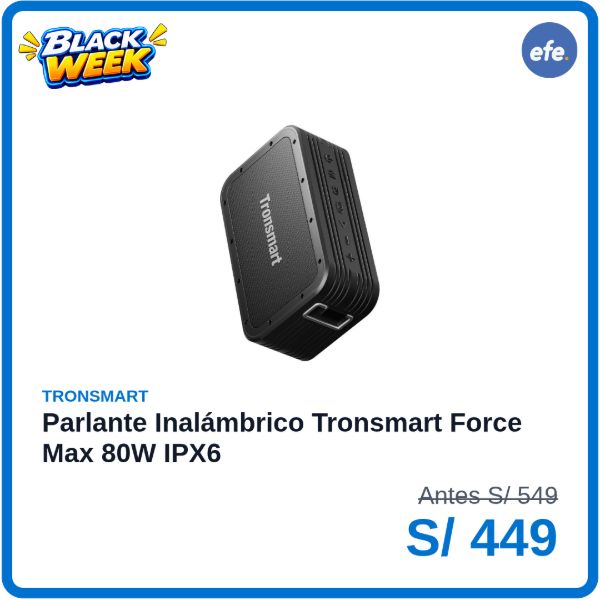 BLACK
WEEK
efe.
Tronsmart
TRONSMART
Parlante Inalámbrico Tronsmart Force
Max 80W IPX6
Antes S/ 549
S/ 449